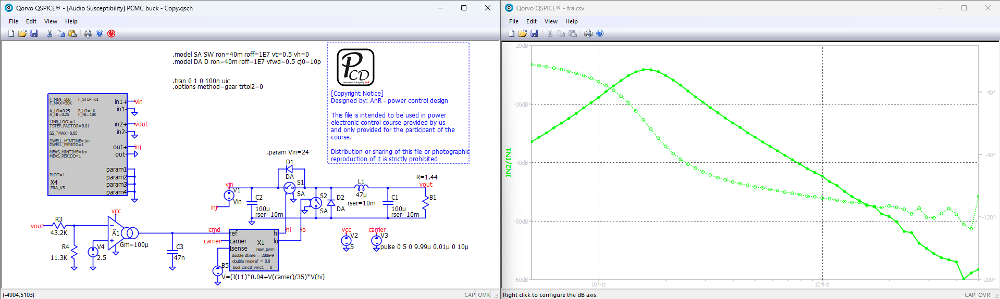 Qorvo QSPICE® - [Audio Susceptibility] PCMC buck - Copy.qsch
File Edit View Help
.model SA SW ron=40m roff=1E7 vt=0.5 vh=0
.model DA D ron=40m roff=1E7 vfwd=0.5 cj0=10p
.tran 0 1 0 100n uic
.options method=gear trtol2=0
PCD
power control design by AnR
[Copyright Notice]
Designed by: AnR - power control design
This file is intended to be used in power
electronic control course provided by us
and only provided for the participant of the
course.
Distribution or sharing of this file or photographic
reproduction of it is strictly prohibited
F_MIN=500 F_STEP=61
F_MAX=50K
A_LO=0.25 F_LO=1K
A_HI=0.25 F_HI=10K
LIN0_LOG1=1
TSTEP_FACTOR=0.01
SS_TMAX=0.05
DWELL_MINTIME=1m
DWELL_PERIOD=1
MEAS_MINTIME=1m
MEAS_PERIOD=1
PLOT=1
X4
FRA_V5
in1+ vin
in1-
in2+ vout
in2-
out+ inj
out-
param1
param2
param3
param4
.param Vin=24
D1
DA
S1
SA
vin
V1
Vin
inj
C2
100µ
rser=10m
S2
SA
D2
DA
L1
47µ
rser=10m
C1
100µ
rser=10m
R=1.44
vout
B1
vout
R3
43.2K
R4
11.3K
V4
2.5
vcc
Ã1
Gm=100µ
C3
47n
cmd
carrier
ref
carrier
Isense
hi
lo
X1
new_pwm
double dtime = 200e-9
double maxref = 0.8
bool cmc0_vmc1 = 0
hi
lo
B5
V=(I(L1)*0.04+V(carrier)/35)*V(hi)
vcc
V2
5
carrier
V3
pulse 0 5 0 9.99µ 0.01µ 0 10µ
(-4904,5103) CAP OVR
Qorvo QSPICE® - fra.csv
File Edit View Help
-20dB
-30dB
-40dB
-50dB
-60dB
IN2/IN1
40°
-40°
-120°
-200°
10³Hz
10⁴Hz
Right click to configure the dB axis. CAP OVR